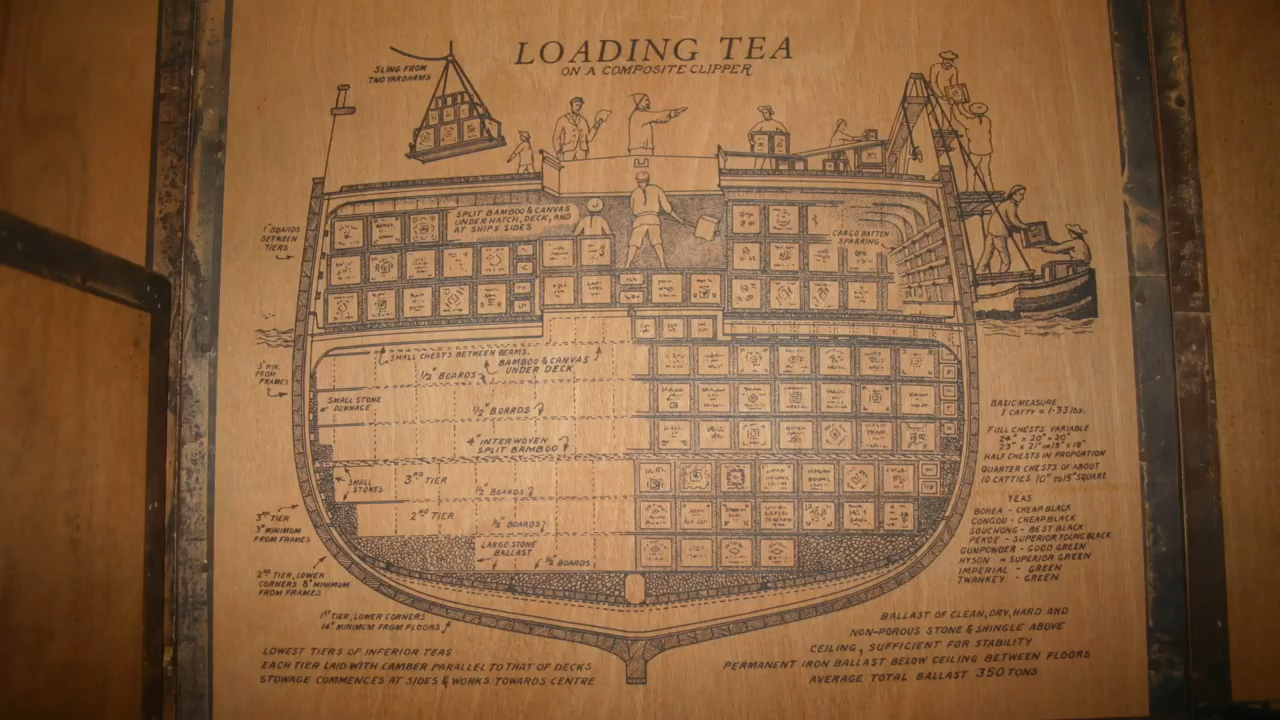 LOADING TEA
ON A COMPOSITE CLIPPER
SLING FROM
TWO YARDARMS
1" BOARDS
BETWEEN
TIERS
SPLIT BAMBOO & CANVAS
UNDER HATCH, DECK, AND
AT SHIPS SIDES
CARGO BATTEN
SPARRING
SMALL CHESTS BETWEEN BEAMS.
BAMBOO & CANVAS
UNDER DECK
1/2" BOARDS
3" MIN.
FROM
FRAMES
SMALL STONE
DUNNAGE
1/2" BOARDS
4" INTERWOVEN
SPLIT BAMBOO
SMALL
STONES
3RD TIER
1/2" BOARDS
2ND TIER
1/2" BOARDS
LARGE STONE
BALLAST
1/2" BOARDS
3RD TIER
3" MINIMUM
FROM FRAMES
2ND TIER, LOWER
CORNERS 8" MINIMUM
FROM FRAMES
1ST TIER, LOWER CORNERS
14" MINIMUM FROM FLOORS
LOWEST TIERS OF INFERIOR TEAS
EACH TIER LAID WITH CAMBER PARALLEL TO THAT OF DECKS
STOWAGE COMMENCES AT SIDES & WORKS TOWARDS CENTRE
BASIC MEASURE
1 CATTY = 1·33 lbs.
FULL CHESTS VARIABLE
24" x 20" x 20"
HALF CHESTS IN PROPORTION
QUARTER CHESTS OF ABOUT
10 CATTIES 10" to 15" SQUARE
TEAS
BOHEA - CHEAP BLACK
CONGOU - CHEAP BLACK
SOUCHONG - BEST BLACK
PEKOE - SUPERIOR YOUNG BLACK
GUNPOWDER - GOOD GREEN
HYSON - SUPERIOR GREEN
IMPERIAL - GREEN
TWANKEY - GREEN
BALLAST OF CLEAN, DRY, HARD AND
NON-POROUS STONE & SHINGLE ABOVE
CEILING, SUFFICIENT FOR STABILITY
PERMANENT IRON BALLAST BELOW CEILING BETWEEN FLOORS
AVERAGE TOTAL BALLAST 350 TONS